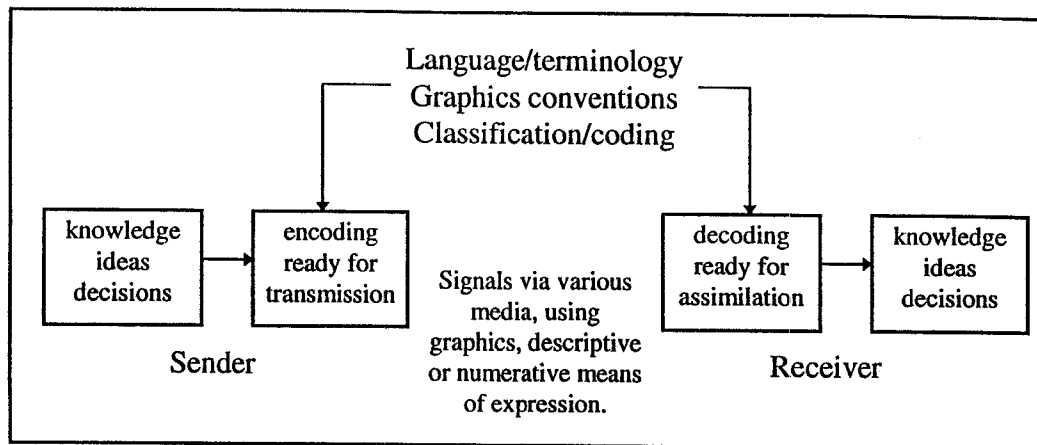 Language/terminology
Graphics conventions
Classification/coding
knowledge
ideas
decisions
encoding
ready for
transmission
Signals via various
media, using
graphics, descriptive
or numerative means
of expression.
decoding
ready for
assimilation
knowledge
ideas
decisions
Sender
Receiver